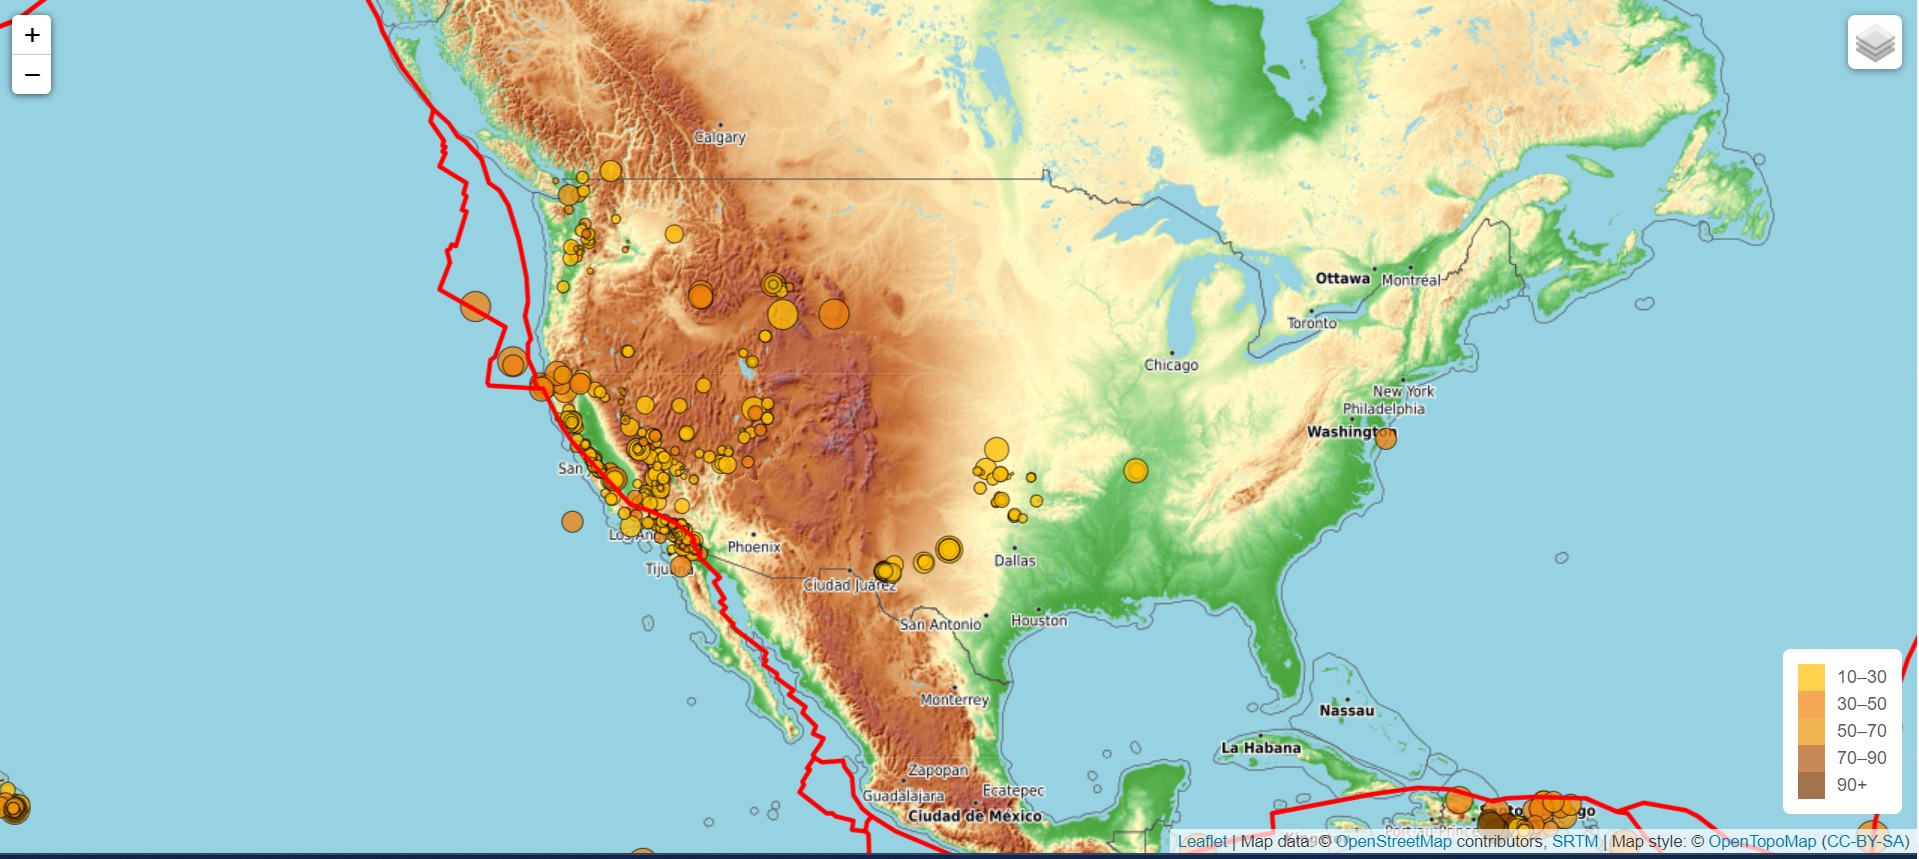 +
−
Calgary
Ottawa
Montréal
Toronto
Chicago
New York
Philadelphia
Washington
San
Los Ang
Phoenix
Tijuana
Dallas
Ciudad Juárez
San Antonio
Houston
Monterrey
Nassau
La Habana
Zapopan
Guadalajara
Ecatepec
Ciudad de México
10–30
30–50
50–70
70–90
90+
Leaflet | Map data: © OpenStreetMap contributors, SRTM | Map style: © OpenTopoMap (CC-BY-SA)